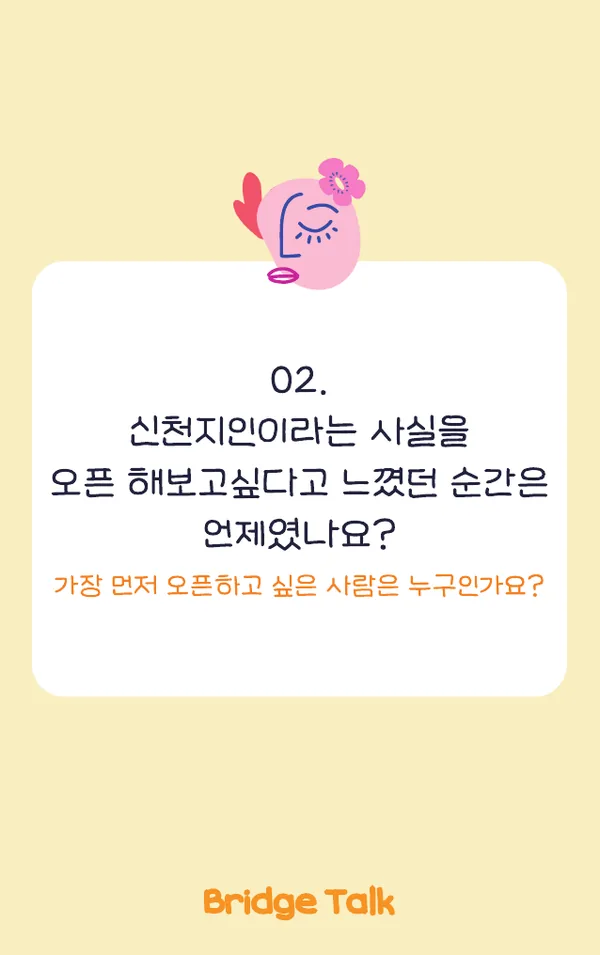 02.
신천지인이라는 사실을
오픈 해보고싶다고 느꼈던 순간은
언제였나요?
가장 먼저 오픈하고 싶은 사람은 누구인가요?
Bridge Talk